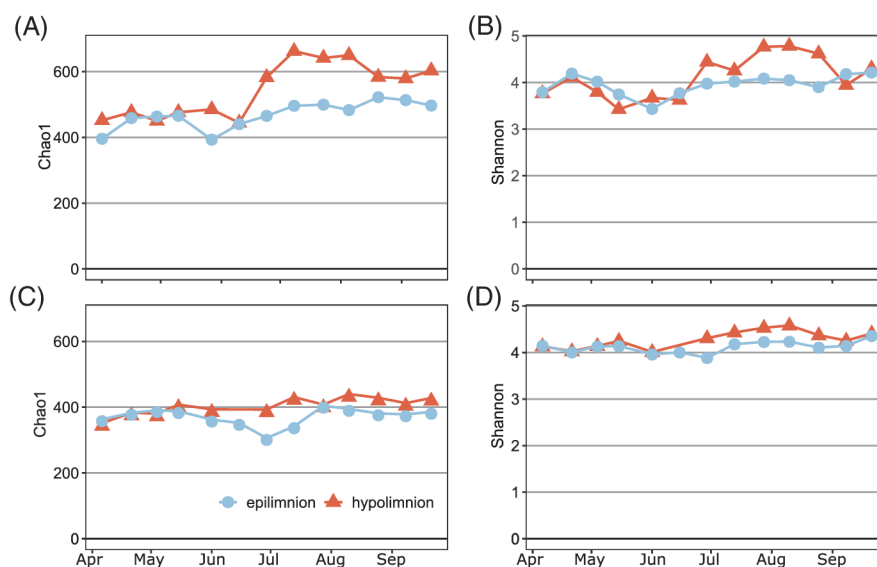 (A)
600
400
200
0
Chao1
(B)
5
4
3
2
1
0
Shannon
(C)
600
400
200
0
Chao1
epilimnion hypolimnion
Apr May Jun Jul Aug Sep
(D)
5
4
3
2
1
0
Shannon
Apr May Jun Jul Aug Sep